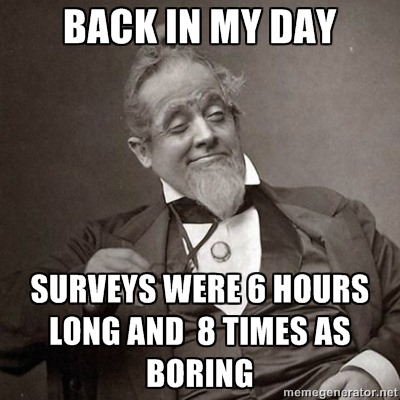 BACK IN MY DAY
SURVEYS WERE 6 HOURS
LONG AND 8 TIMES AS
BORING
memegenerator.net